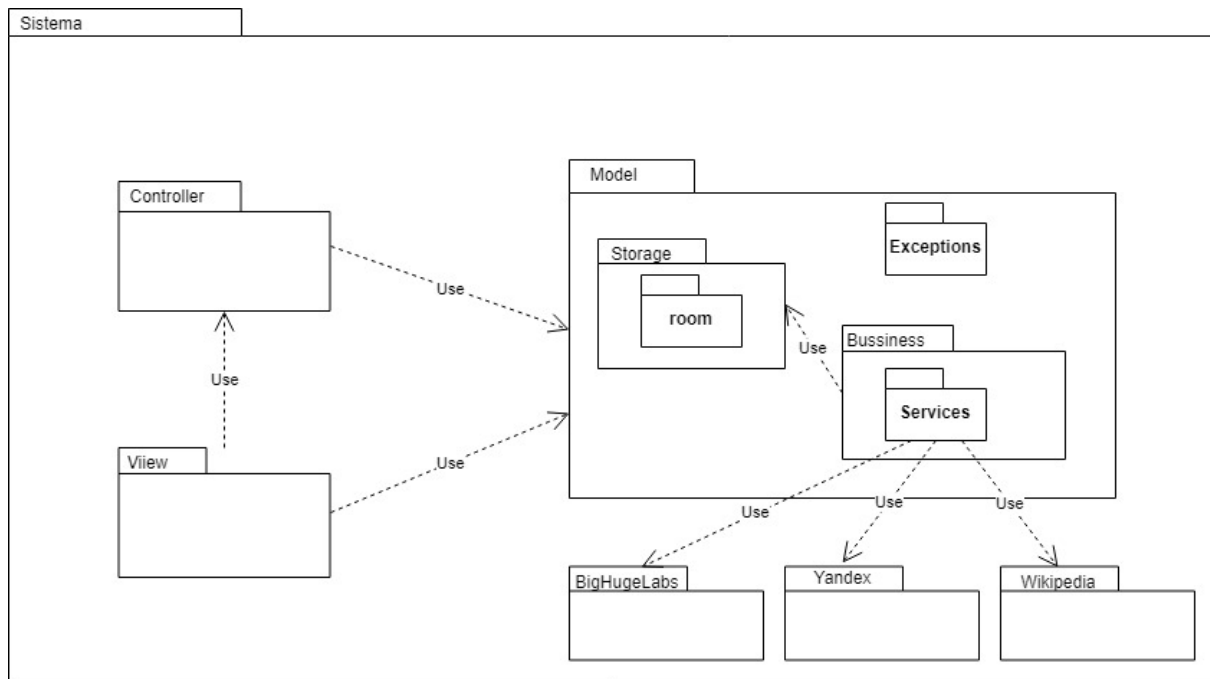 Sistema
Model
Controller
Exceptions
Storage
room
Use
Bussiness
Use
Use
Services
Viiew
Use
Use
Use
Use
BigHugeLabs
Yandex
Wikipedia